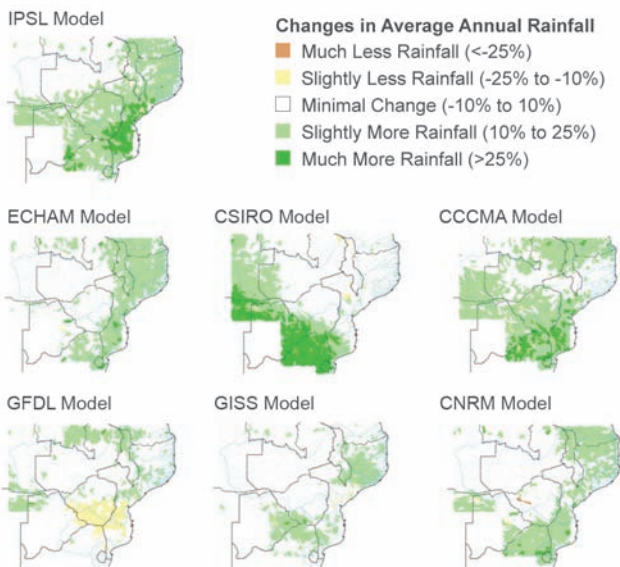 IPSL Model
Changes in Average Annual Rainfall
Much Less Rainfall (<-25%)
Slightly Less Rainfall (-25% to -10%)
Minimal Change (-10% to 10%)
Slightly More Rainfall (10% to 25%)
Much More Rainfall (>25%)
ECHAM Model
CSIRO Model
CCCMA Model
GFDL Model
GISS Model
CNRM Model